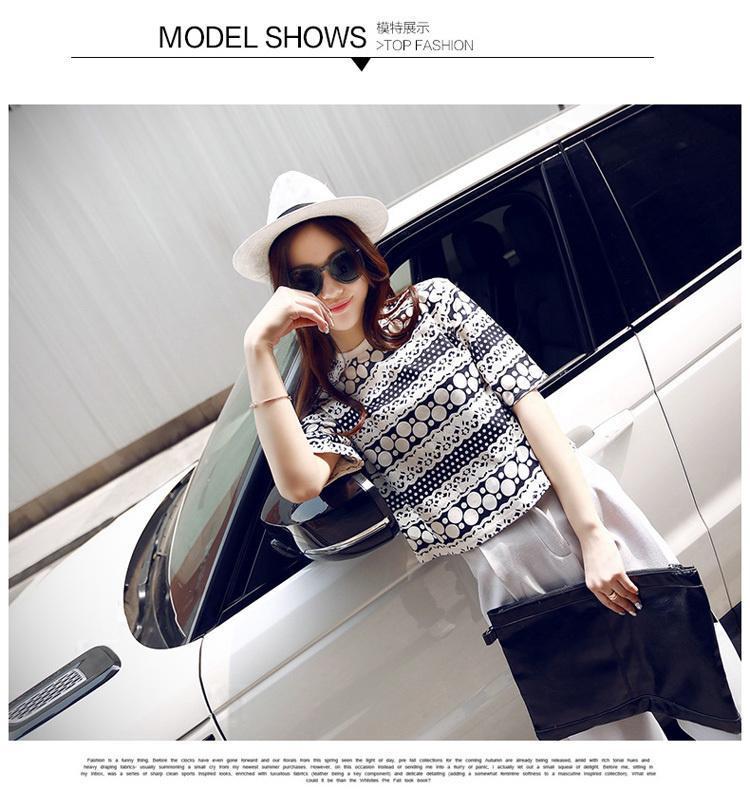 MODEL SHOWS
模特展示
>TOP FASHION
Fashion is a funny thing. Before the clocks have even gone forward and our florals from this spring seen the light of day, pre fall collections for the coming Autumn are already being released, amid with rich tonal hues and
heavy draping fabrics- usually summoning a small cry from my newest summer purchases. However, on this occasion instead of sending me into a flurry of panic, I actually let out a small squeal of delight. Before me, sitting in
my inbox, was a series of sharp clean sports inspired looks, enriched with luxurious fabrics (leather being a key component) and delicate detailing (adding a somewhat feminine softness to a masculine inspired collection). What else
could it be than the Whistles Pre Fall look book?